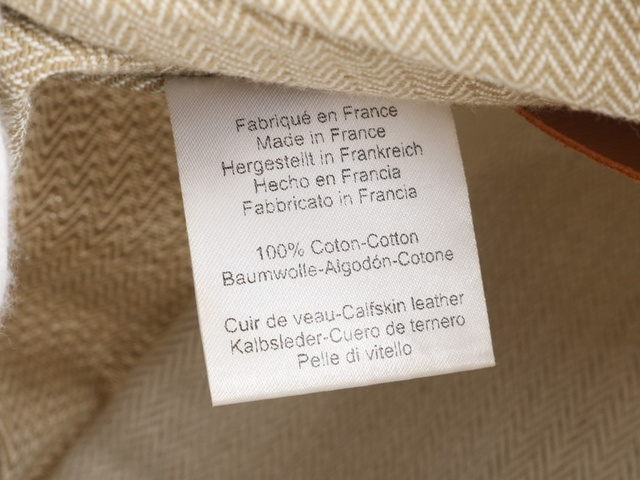 Fabriqué en France
Made in France
Hergestellt in Frankreich
Hecho en Francia
Fabbricato in Francia
100% Coton-Cotton
Baumwolle-Algodón-Cotone
Cuir de veau-Calfskin leather
Kalbsleder-Cuero de ternero
Pelle di vitello